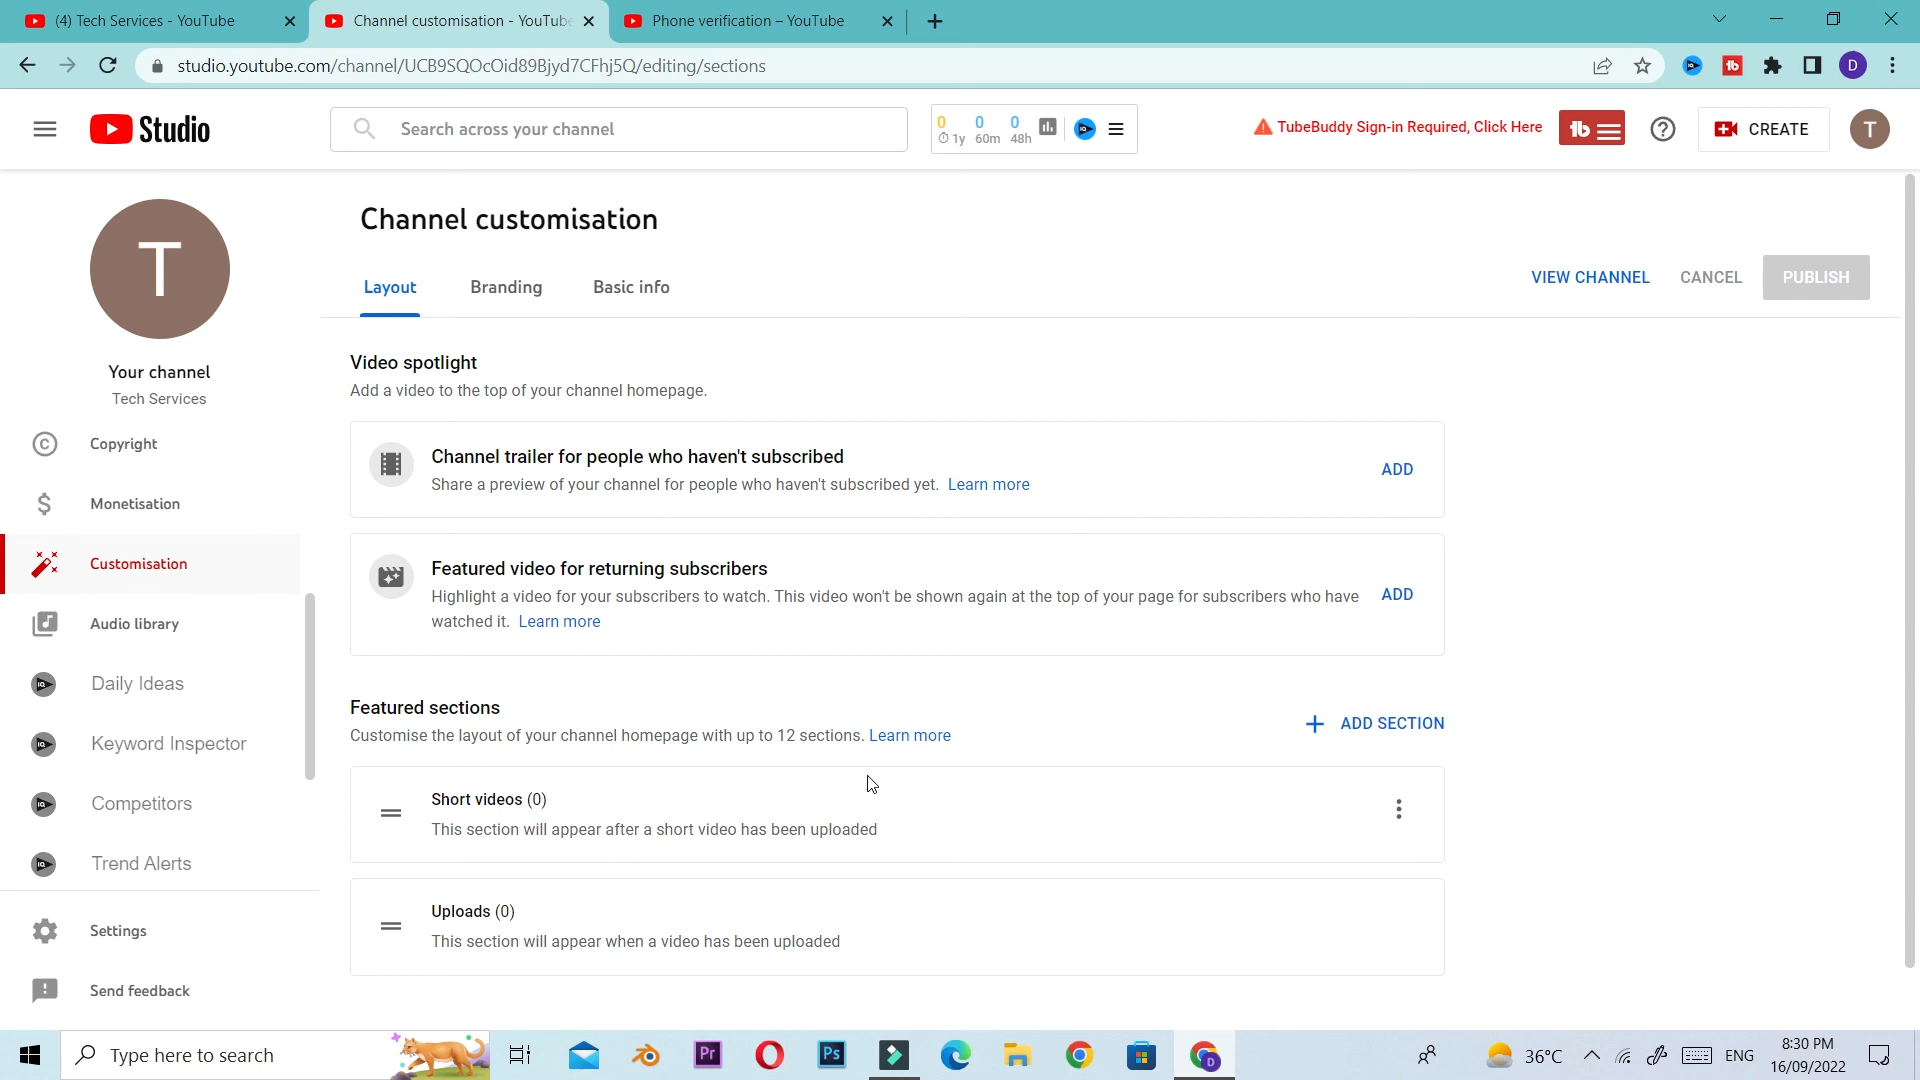 (4) Tech Services - YouTube
Channel customisation - YouTube
Phone verification – YouTube
studio.youtube.com/channel/UCB9SQOcOid89Bjyd7CFhj5Q/editing/sections
D
Studio
Search across your channel
0 0 0
1y 60m 48h
TubeBuddy Sign-in Required, Click Here
CREATE
T
T
Your channel
Tech Services
Copyright
Monetisation
Customisation
Audio library
Daily Ideas
Keyword Inspector
Competitors
Trend Alerts
Settings
Send feedback
Channel customisation
Layout Branding Basic info
VIEW CHANNEL CANCEL PUBLISH
Video spotlight
Add a video to the top of your channel homepage.
Channel trailer for people who haven't subscribed
Share a preview of your channel for people who haven't subscribed yet. Learn more
ADD
Featured video for returning subscribers
Highlight a video for your subscribers to watch. This video won't be shown again at the top of your page for subscribers who have
watched it. Learn more
ADD
Featured sections
Customise the layout of your channel homepage with up to 12 sections. Learn more
ADD SECTION
Short videos (0)
This section will appear after a short video has been uploaded
Uploads (0)
This section will appear when a video has been uploaded
Type here to search
Pr
Ps
D
36°C
ENG
8:30 PM
16/09/2022